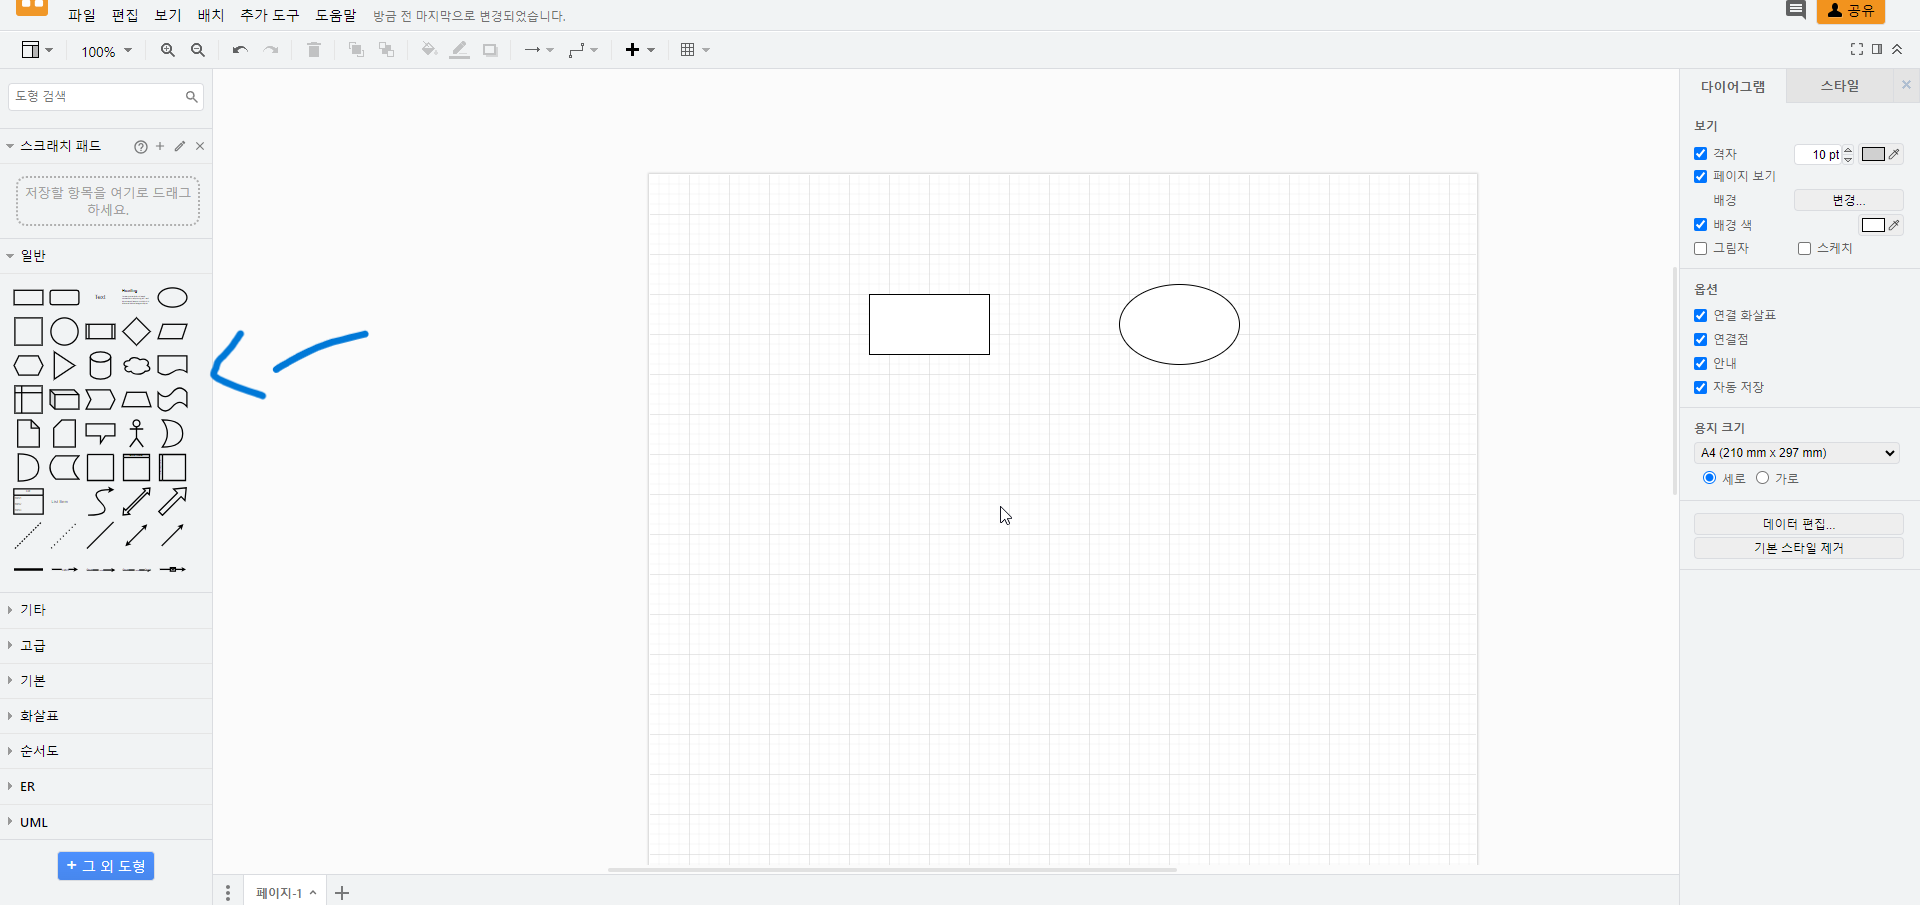 파일 편집 보기 배치 추가 도구 도움말 방금 전 마지막으로 변경되었습니다.
공유
100%
도형 검색
스크래치 패드
저장할 항목을 여기로 드래그
하세요.
일반
Text
Heading
기타
고급
기본
화살표
순서도
ER
UML
+ 그 외 도형
페이지-1
다이어그램 스타일
보기
격자 10 pt
페이지 보기
배경 변경...
배경 색
그림자 스케치
옵션
연결 화살표
연결점
안내
자동 저장
용지 크기
A4 (210 mm x 297 mm)
세로 가로
데이터 편집...
기본 스타일 제거